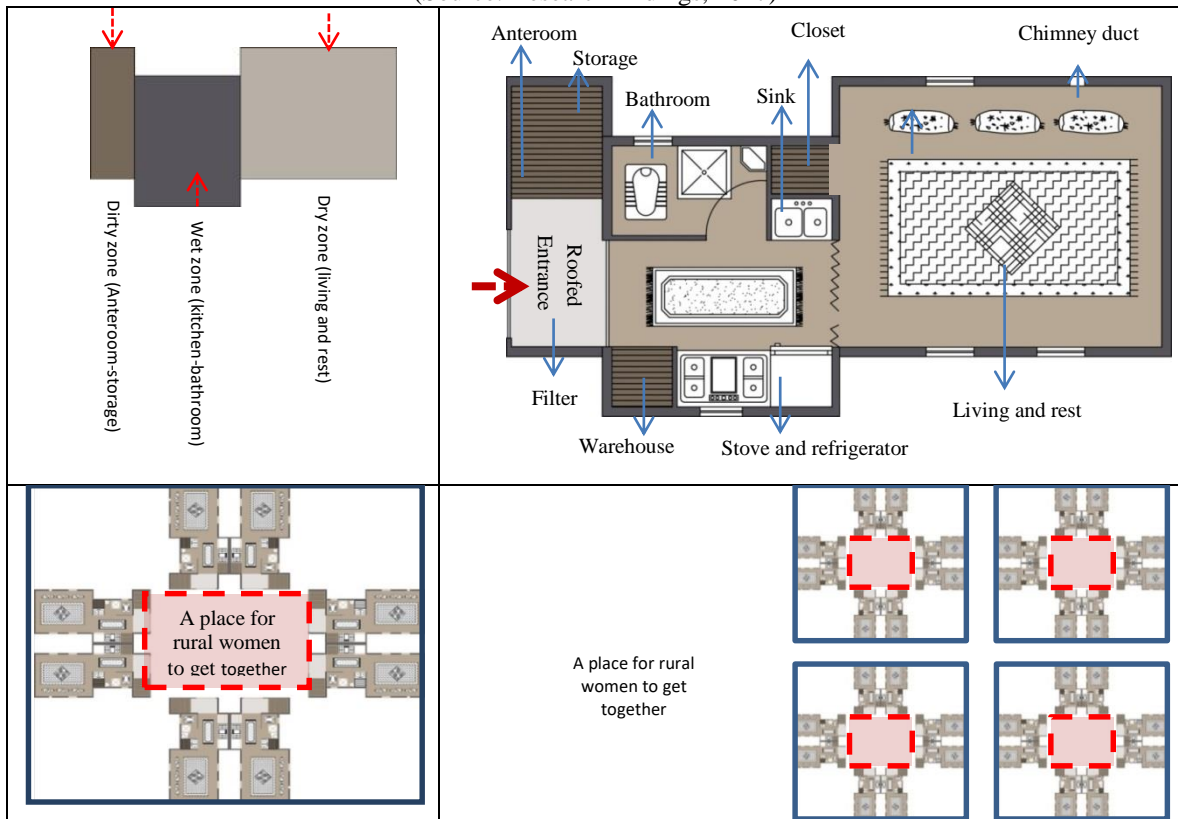 Dirty zone (Anteroom-storage)
Wet zone (kitchen-bathroom)
Dry zone (living and rest)
Anteroom
Storage
Closet
Chimney duct
Bathroom
Sink
Roofed
Entrance
Filter
Living and rest
Warehouse
Stove and refrigerator
A place for
rural women
to get together
A place for rural
women to get
together